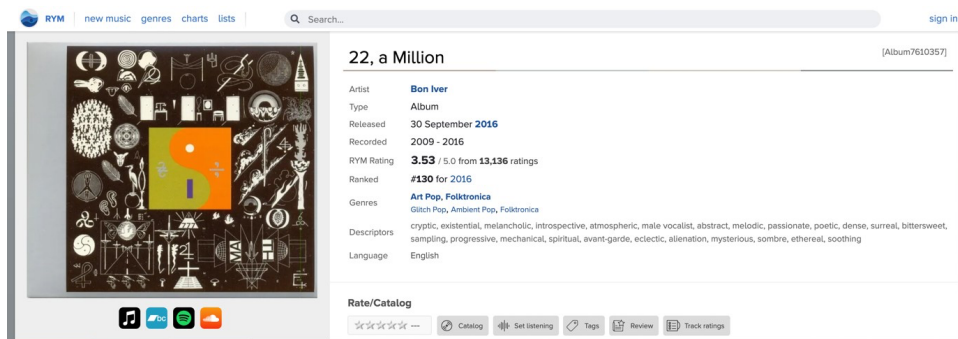 RYM new music genres charts lists Search... sign in
22, a Million [Album7610357]
Artist Bon Iver
Type Album
Released 30 September 2016
Recorded 2009 - 2016
RYM Rating 3.53 / 5.0 from 13,136 ratings
Ranked #130 for 2016
Genres Art Pop, Folktronica
Glitch Pop, Ambient Pop, Folktronica
Descriptors cryptic, existential, melancholic, introspective, atmospheric, male vocalist, abstract, melodic, passionate, poetic, dense, surreal, bittersweet,
sampling, progressive, mechanical, spiritual, avant-garde, eclectic, alienation, mysterious, sombre, ethereal, soothing
Language English
bc
Rate/Catalog
--- Catalog Set listening Tags Review Track ratings